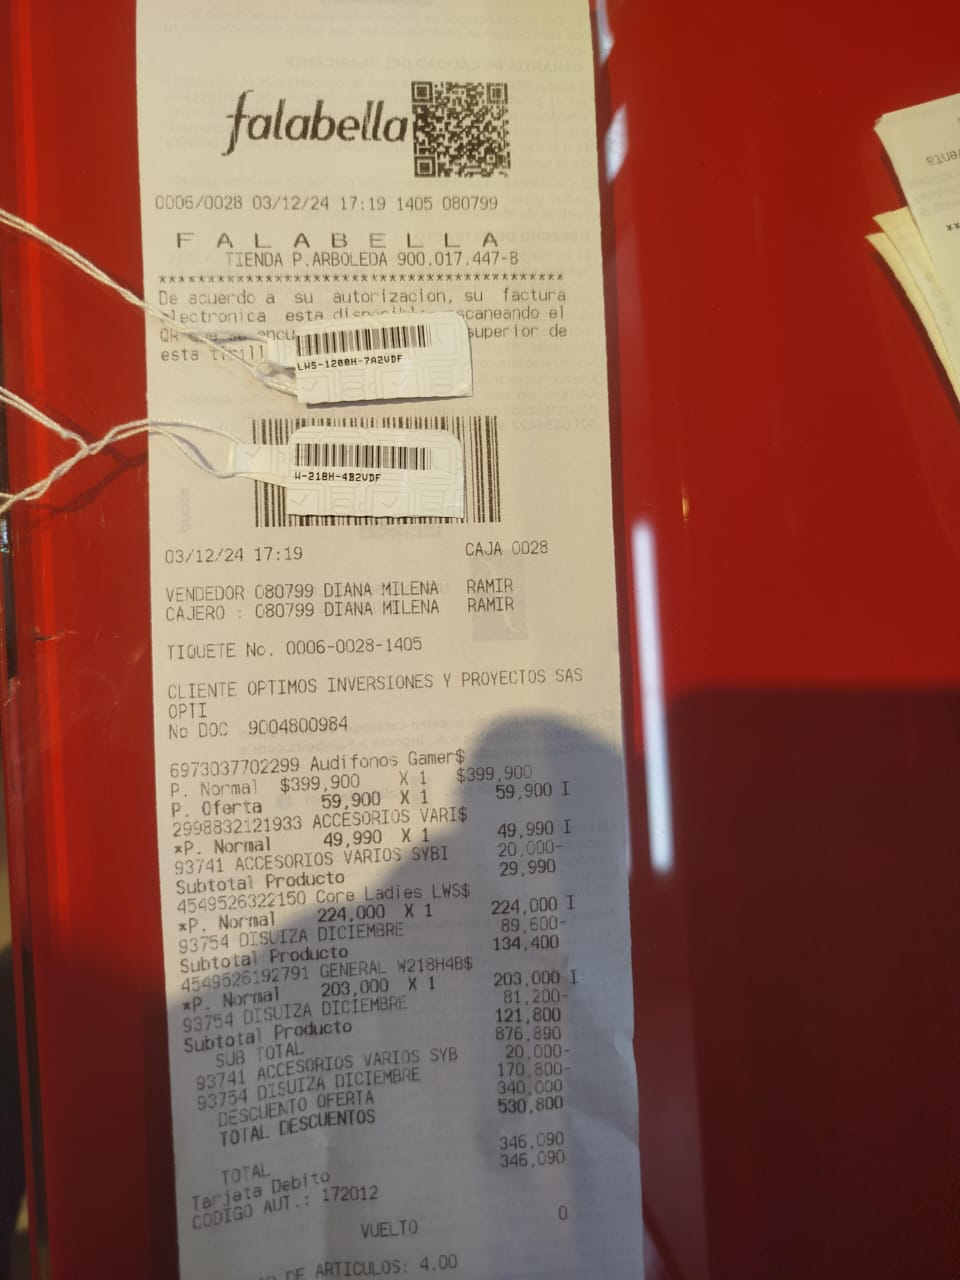 falabella
0006/0028 03/12/24 17:19 1405 080799
F A L A B E L L A
TIENDA P.ARBOLEDA 900.017.447-8
******************************************
De acuerdo a su autorizacion, su factura
electronica esta escaneando el
superior de
esta
LWS-1200H-7A2VDF
W-218H-4B2VDF
03/12/24 17:19 CAJA 0028
VENDEDOR 080799 DIANA MILENA RAMIR
CAJERO : 080799 DIANA MILENA RAMIR
TIQUETE No. 0006-0028-1405
CLIENTE OPTIMOS INVERSIONES Y PROYECTOS SAS
OPTI
No DOC 9004800984
6973037702299 Audifonos Gamer$
P. Normal $399,900 X 1 $399,900
P. Oferta 59,900 X 1 59,900 I
2998832121933 ACCESORIOS VARI$
*P. Normal 49,990 X 1 49,990 I
93741 ACCESORIOS VARIOS SYBI 20,000-
Subtotal Producto 29,990
4549526322150 Core Ladies LWS$
*P. Normal 224,000 X 1 224,000 I
93754 DISUIZA DICIEMBRE 89,600-
Subtotal Producto 134,400
4549526192791 GENERAL W218H4B$
*P. Normal 203,000 X 1 203,000 I
93754 DISUIZA DICIEMBRE 81,200-
Subtotal Producto 121,800
SUB TOTAL 876,890
93741 ACCESORIOS VARIOS SYB 20,000-
93754 DISUIZA DICIEMBRE 170,800-
DESCUENTO OFERTA 340,000
TOTAL DESCUENTOS 530,800
TOTAL 346,090
Tarjeta Debito 346,090
CODIGO AUT.: 172012
VUELTO 0
DE ARTICULOS: 4.00